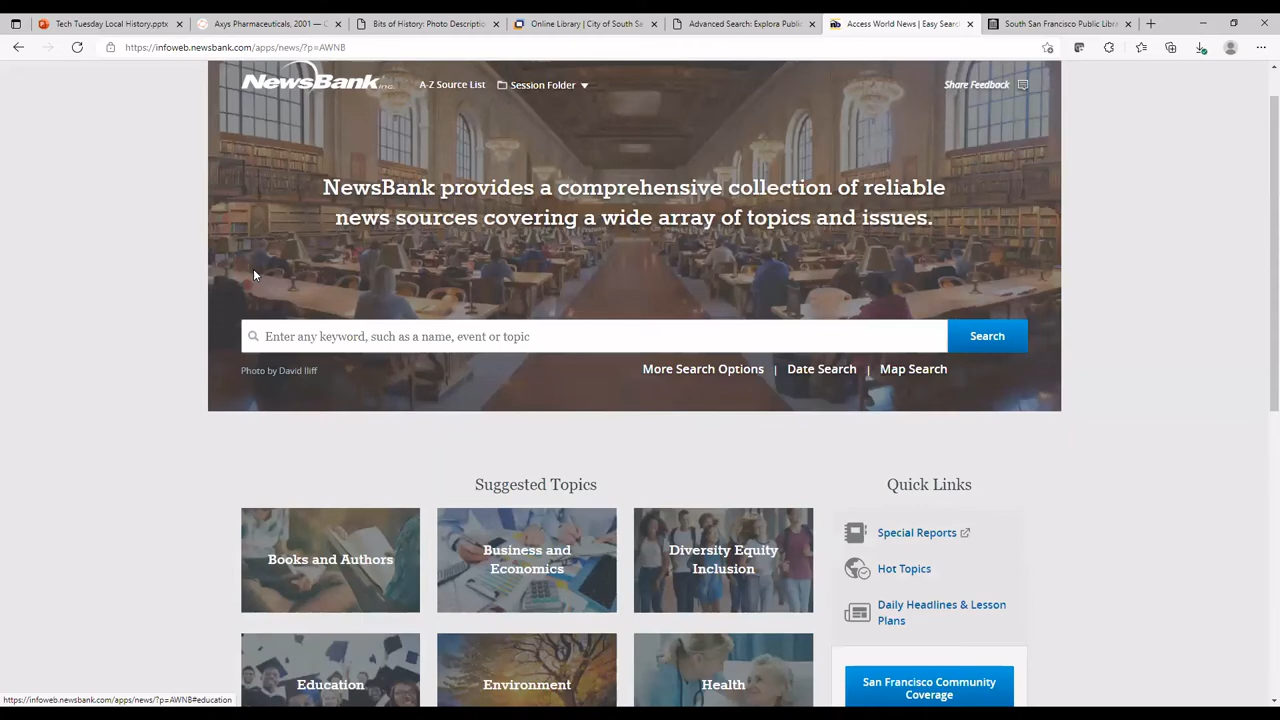 Tech Tuesday Local History.pptx
Axys Pharmaceuticals, 2001 — C
Bits of History: Photo Descriptio
Online Library | City of South Sa
Advanced Search: Explora Public
Access World News | Easy Searc
South San Francisco Public Libra
https://infoweb.newsbank.com/apps/news/?p=AWNB
NewsBank inc.
A-Z Source List
Session Folder
Share Feedback
NewsBank provides a comprehensive collection of reliable
news sources covering a wide array of topics and issues.
Enter any keyword, such as a name, event or topic
Search
Photo by David Iliff
More Search Options | Date Search | Map Search
Suggested Topics
Books and Authors
Business and
Economics
Diversity Equity
Inclusion
Education
Environment
Health
Quick Links
Special Reports
Hot Topics
Daily Headlines & Lesson
Plans
San Francisco Community
Coverage
https://infoweb.newsbank.com/apps/news/?p=AWNB#education